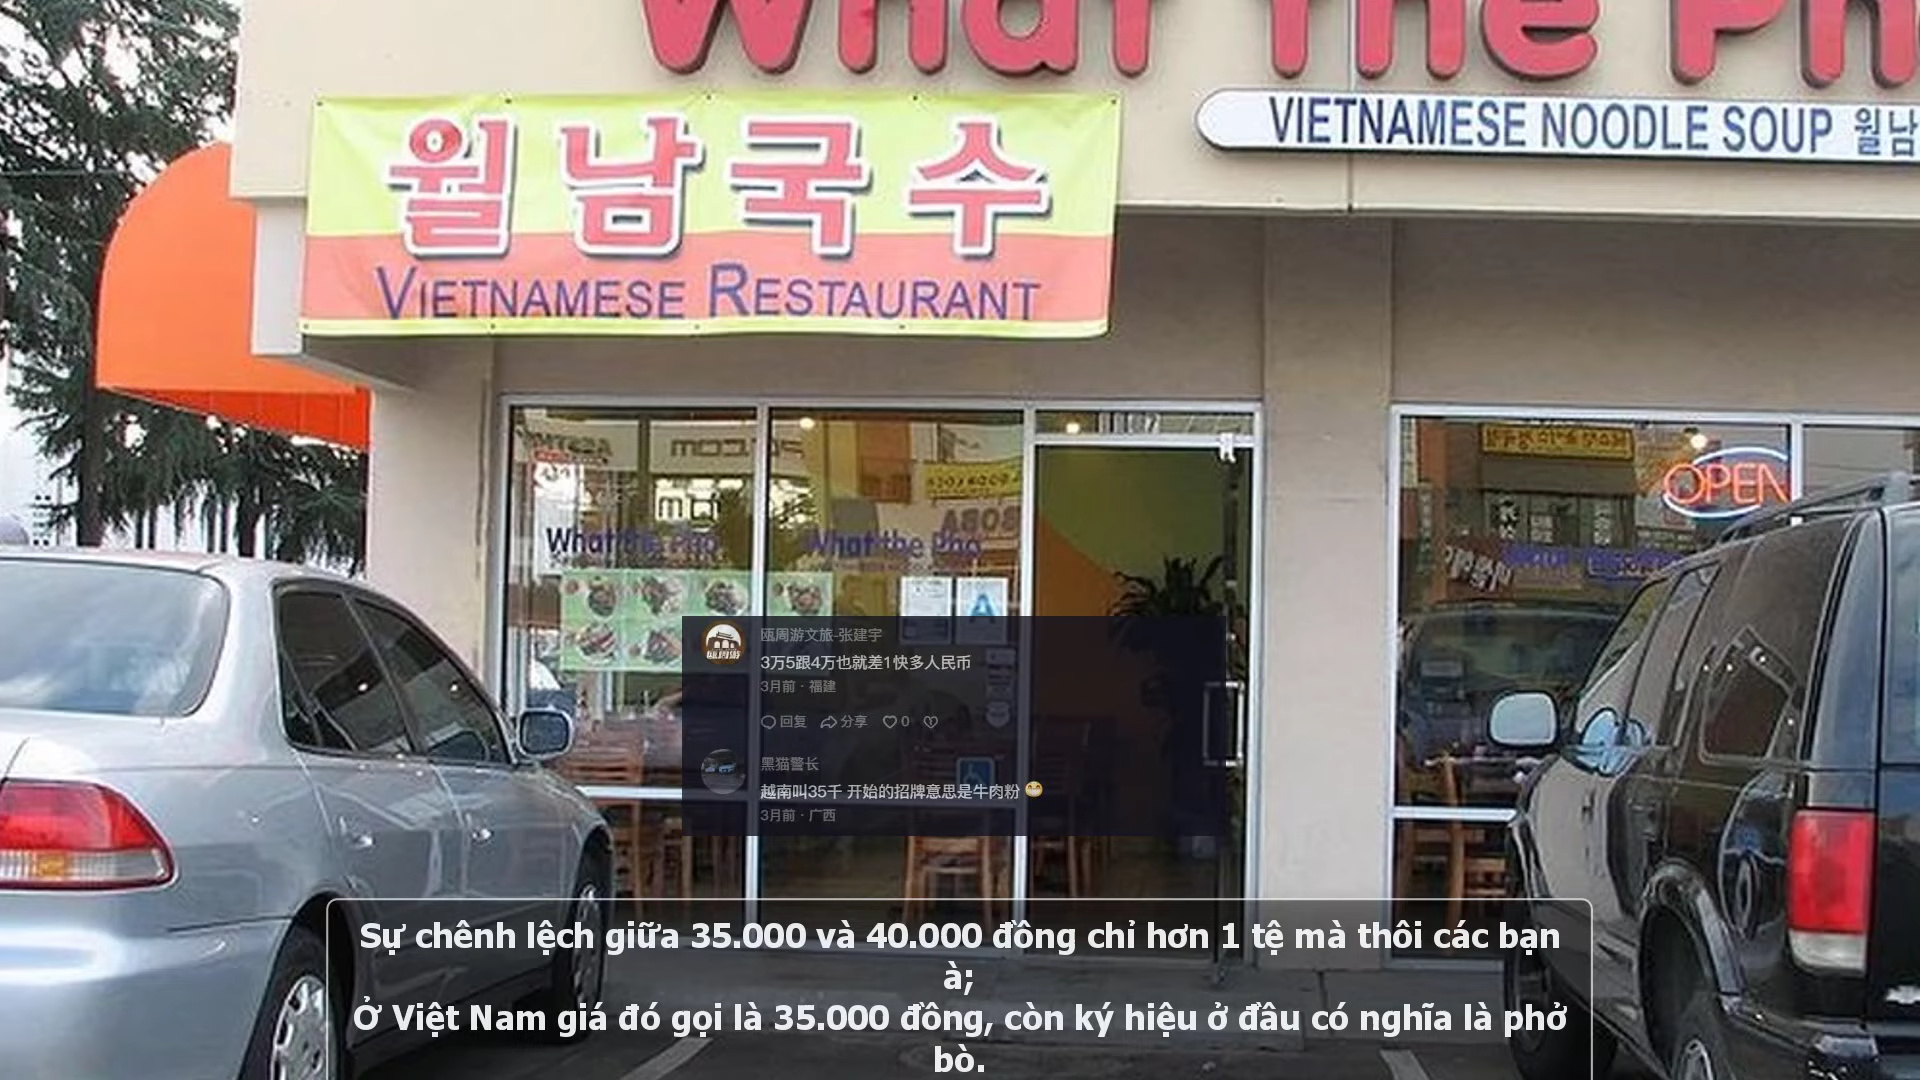 What The Ph
월남국수
VIETNAMESE RESTAURANT
VIETNAMESE NOODLE SOUP 월남
OPEN
What the Pho
What the Pho
BOBA
A
瓯周游文旅-张建宇
3万5跟4万也就差1快多人民币
3月前 · 福建
回复 分享 0
黑猫警长
越南叫35千 开始的招牌意思是牛肉粉 😁
3月前 · 广西
Sự chênh lệch giữa 35.000 và 40.000 đồng chỉ hơn 1 tệ mà thôi các bạn
à;
Ở Việt Nam giá đó gọi là 35.000 đồng, còn ký hiệu ở đầu có nghĩa là phở
bò.